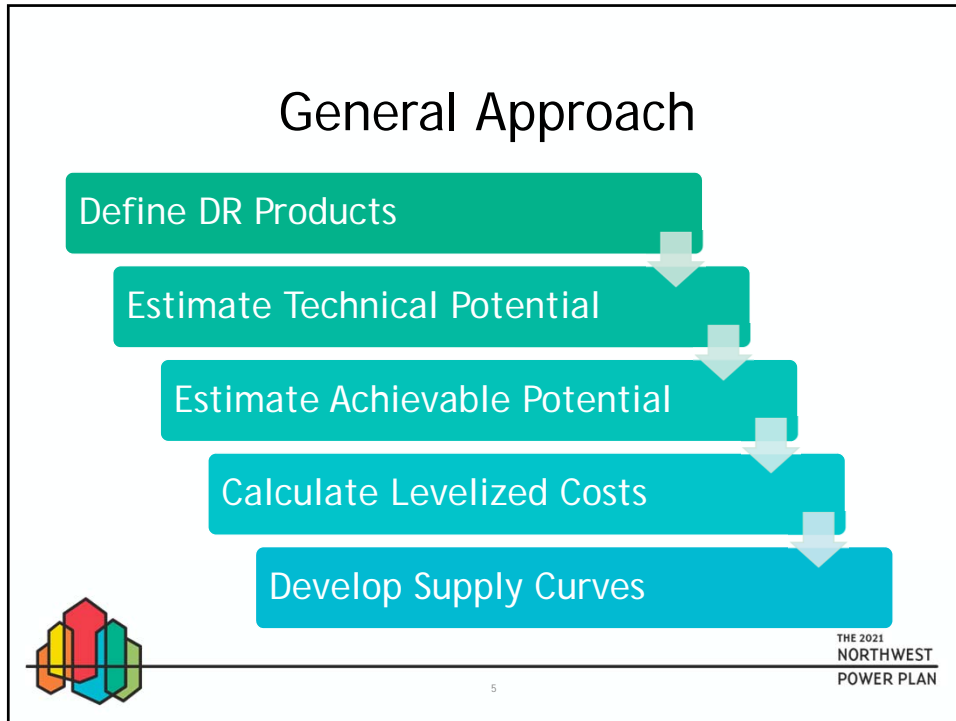 General Approach
Define DR Products
Estimate Technical Potential
Estimate Achievable Potential
Calculate Levelized Costs
Develop Supply Curves
THE 2021
NORTHWEST
POWER PLAN
5